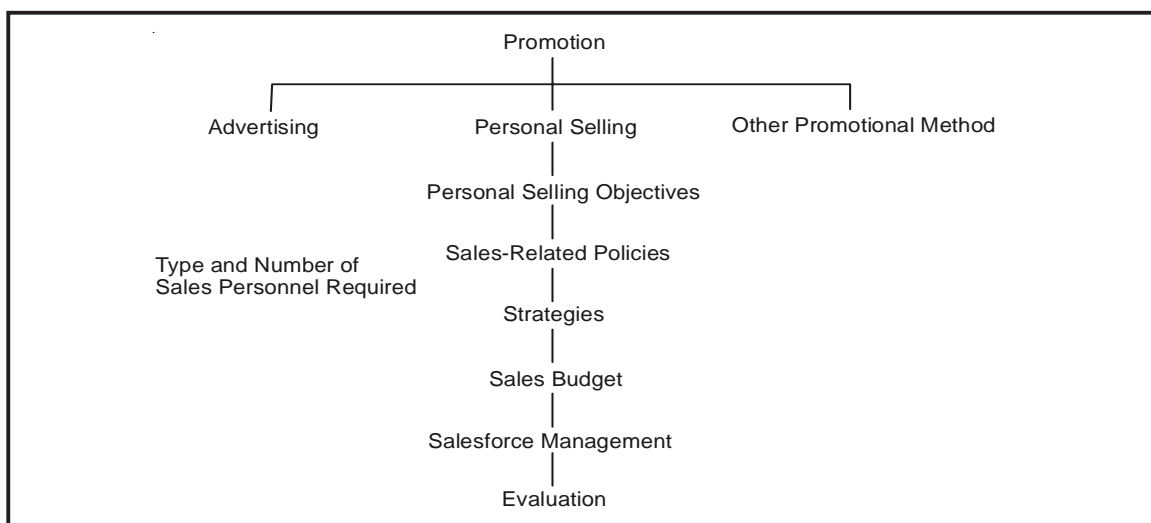 Promotion
Advertising
Personal Selling
Other Promotional Method
Personal Selling Objectives
Sales-Related Policies
Type and Number of
Sales Personnel Required
Strategies
Sales Budget
Salesforce Management
Evaluation